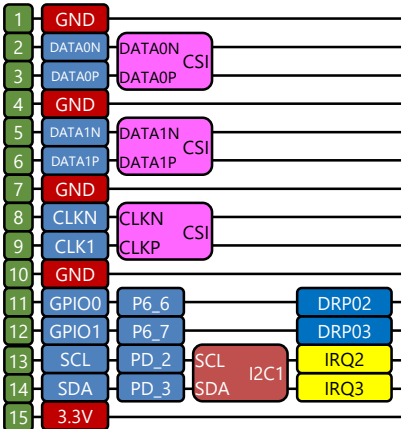 1 GND
2 DATA0N DATA0N
CSI
3 DATA0P DATA0P
4 GND
5 DATA1N DATA1N
CSI
6 DATA1P DATA1P
7 GND
8 CLKN CLKN
CSI
9 CLK1 CLKP
10 GND
11 GPIO0 P6_6 DRP02
12 GPIO1 P6_7 DRP03
13 SCL PD_2 SCL IRQ2
I2C1
14 SDA PD_3 SDA IRQ3
15 3.3V